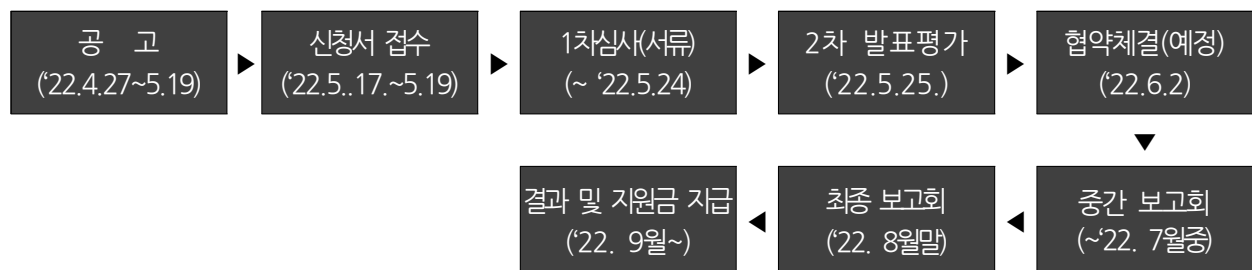 공 고
(‘22.4.27~5.19)
신청서 접수
(‘22.5..17.~5.19)
1차심사(서류)
(~ ‘22.5.24)
2차 발표평가
(‘22.5.25.)
협약체결(예정)
(‘22.6.2)
중간 보고회
(~‘22. 7월중)
최종 보고회
(‘22. 8월말)
결과 및 지원금 지급
(‘22. 9월~)